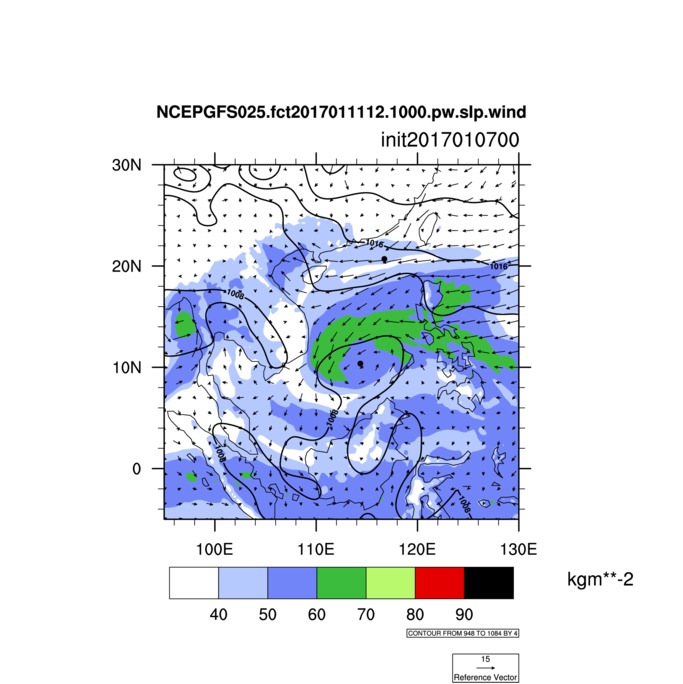 NCEPGFS025.fct2017011112.1000.pw.slp.wind
init2017010700
30N
1016
20N
1016
1008
10N
1008
1008
0
1008
100E 110E 120E 130E
kgm**-2
40 50 60 70 80 90
CONTOUR FROM 948 TO 1084 BY 4
15
Reference Vector